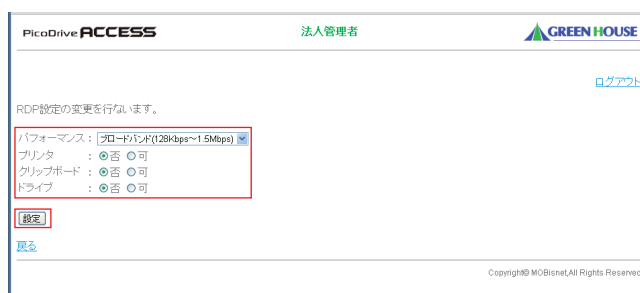 PicoDrive ACCESS 法人管理者 GREEN HOUSE
ログアウト
RDP設定の変更を行ないます。
パフォーマンス： ブロードバンド(128Kbps～1.5Mbps)
プリンタ ： 否 可
クリップボード ： 否 可
ドライブ ： 否 可
設定
戻る
Copyright© MOBisnet,All Rights Reserved